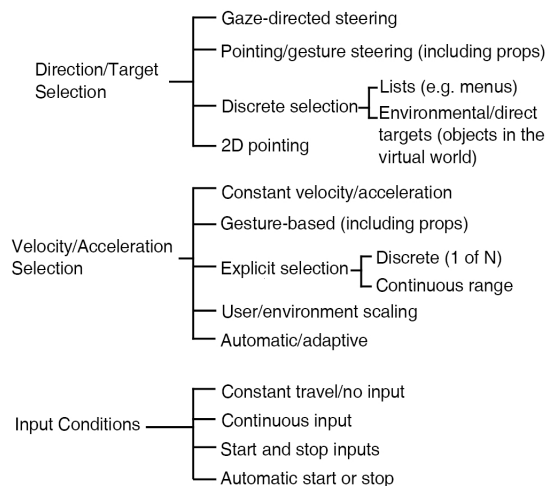 Direction/Target
Selection
Gaze-directed steering
Pointing/gesture steering (including props)
Discrete selection
Lists (e.g. menus)
Environmental/direct
targets (objects in the
virtual world)
2D pointing
Velocity/Acceleration
Selection
Constant velocity/acceleration
Gesture-based (including props)
Explicit selection
Discrete (1 of N)
Continuous range
User/environment scaling
Automatic/adaptive
Input Conditions
Constant travel/no input
Continuous input
Start and stop inputs
Automatic start or stop